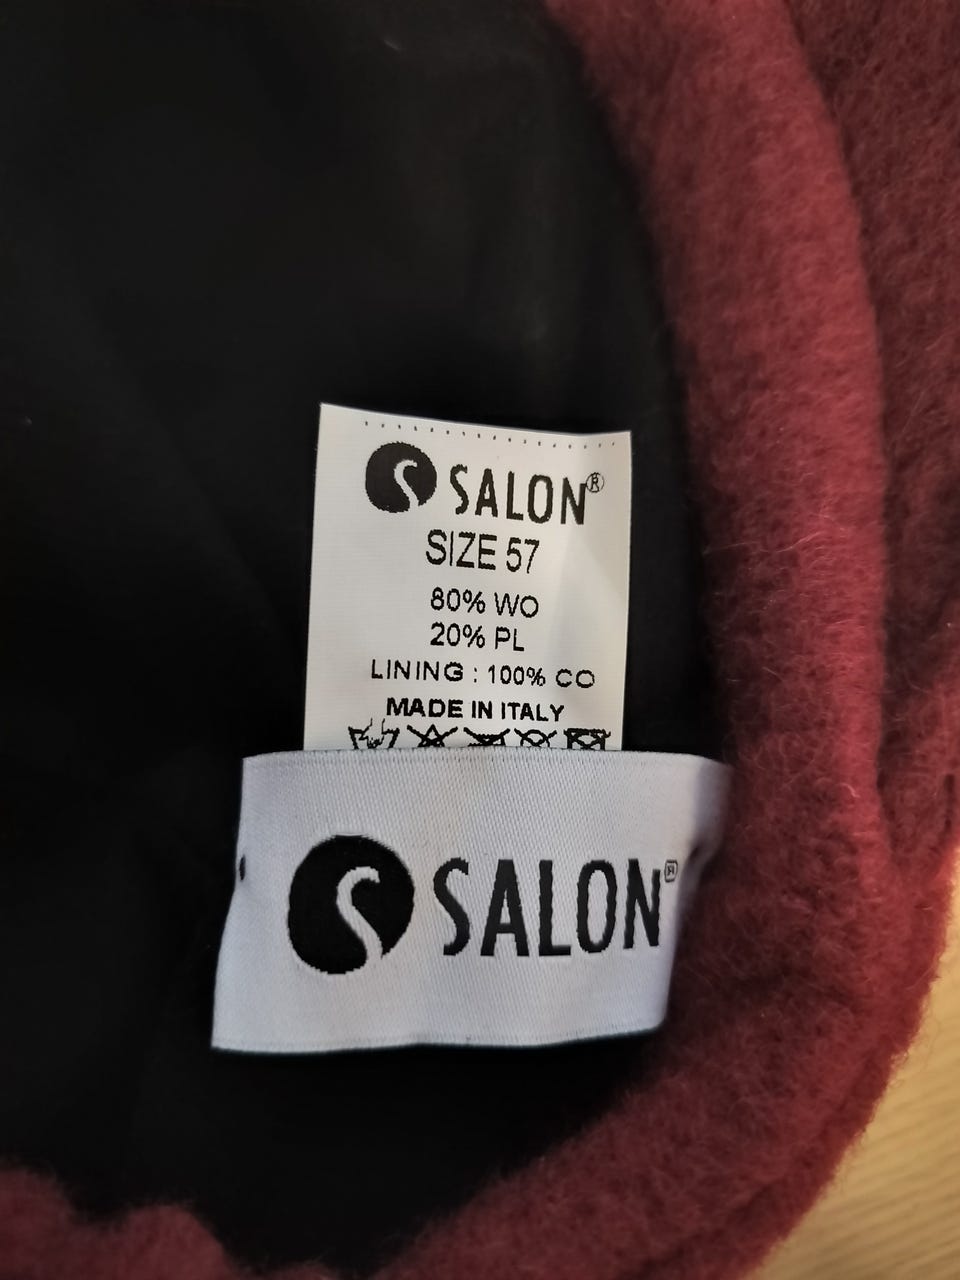 SALON®
SIZE 57
80% WO
20% PL
LINING : 100% CO
MADE IN ITALY
SALON®